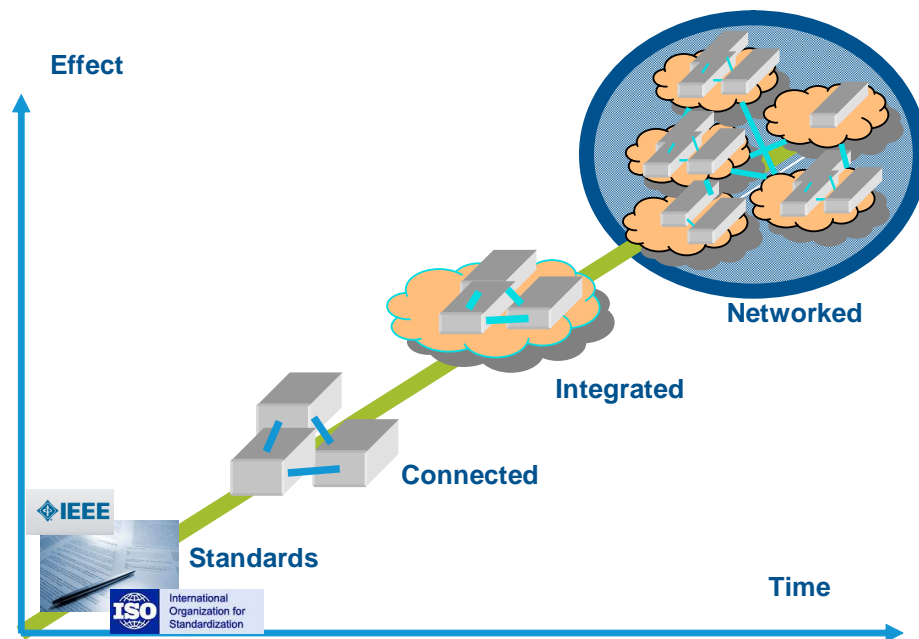 Effect
Networked
Integrated
Connected
IEEE
Standards
Time
ISO
International
Organization for
Standardization